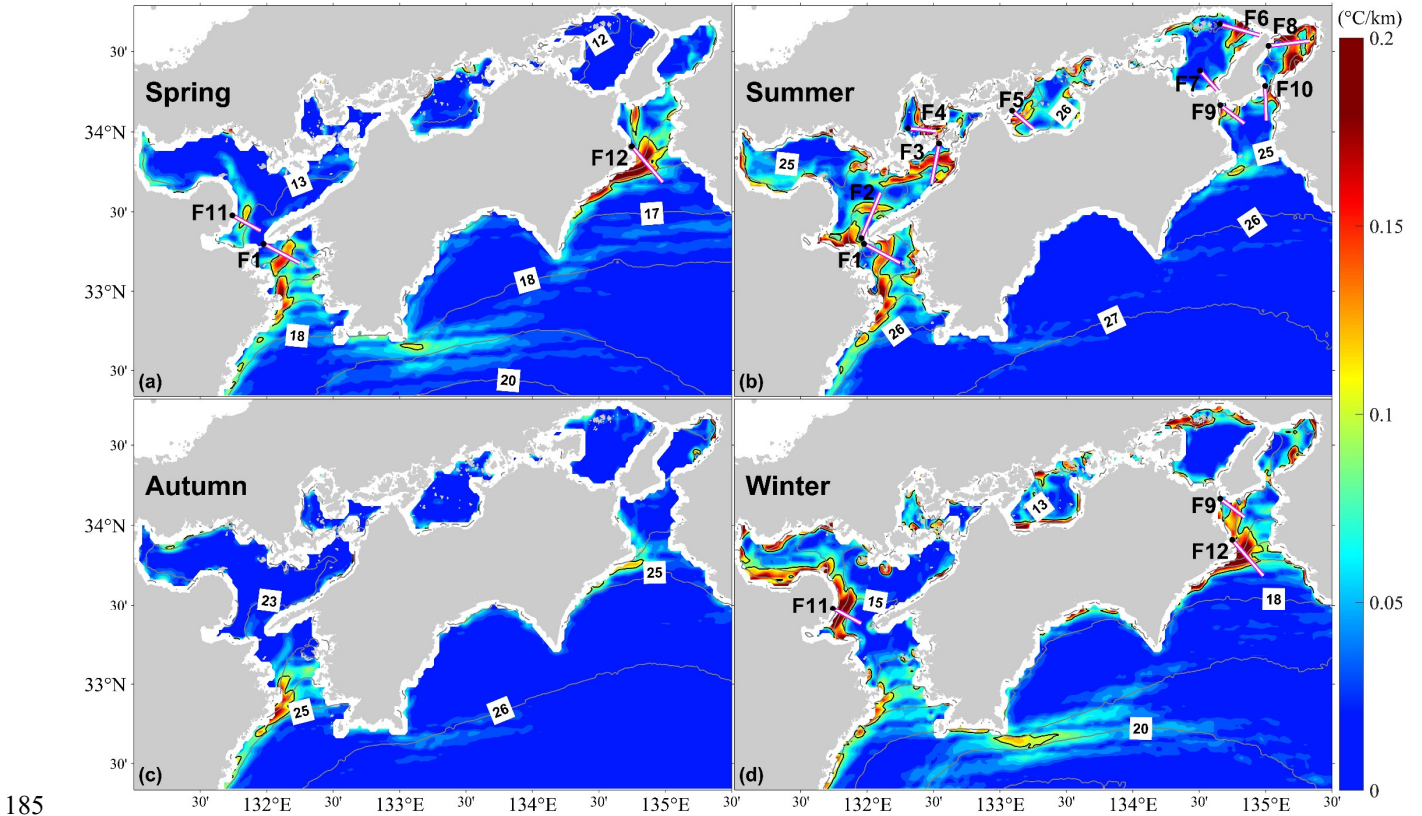 (°C/km)
0.2
0.15
0.1
0.05
0
30'
34°N
30'
33°N
30'
Spring
12
13
F12
F11
F1
17
18
18
20
(a)
Summer
F6
F8
F7
F10
F9
F5
26
F4
F3
25
F2
F1
25
26
26
27
(b)
30'
34°N
30'
33°N
30'
Autumn
23
25
25
26
(c)
Winter
13
F9
F12
F11
15
18
20
(d)
185
30' 132°E 30' 133°E 30' 134°E 30' 135°E 30' 30' 132°E 30' 133°E 30' 134°E 30' 135°E 30'